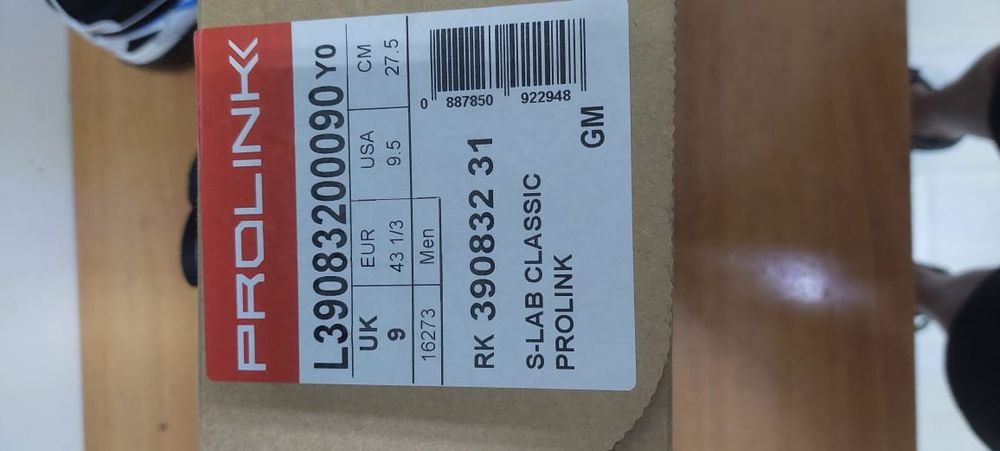 PROLINK
L39083200090 Y0
UK EUR USA CM
9 43 1/3 9.5 27.5
16273 Men
RK 390832 31
S-LAB CLASSIC
PROLINK
GM
0 887850 922948